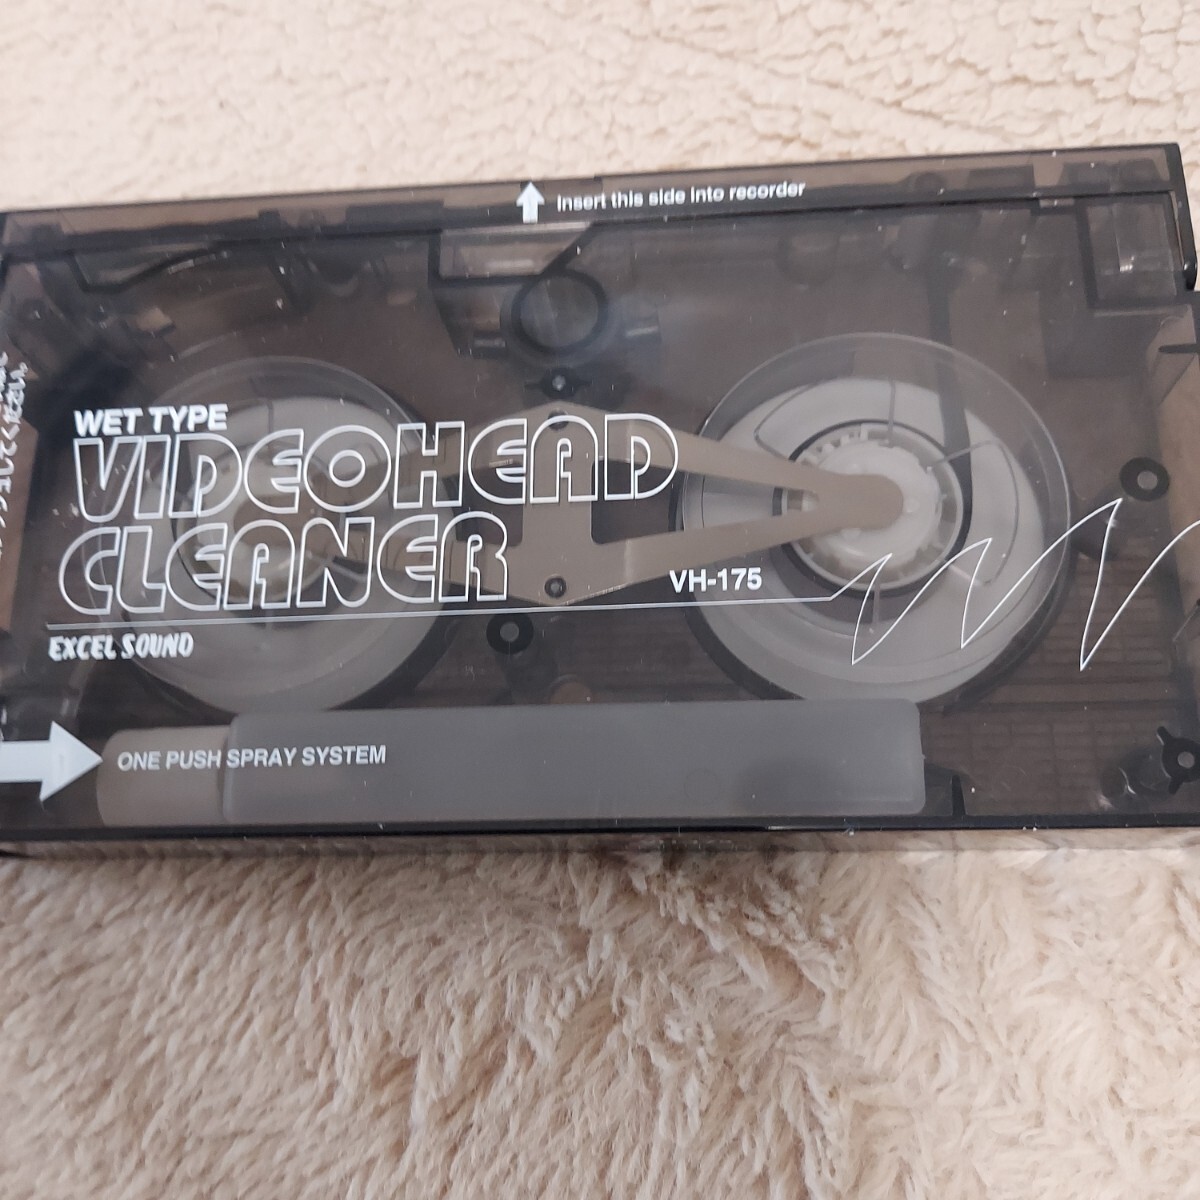 Insert this side into recorder
WET TYPE
VIDEOHEAD
CLEANER
VH-175
EXCEL SOUND
ONE PUSH SPRAY SYSTEM